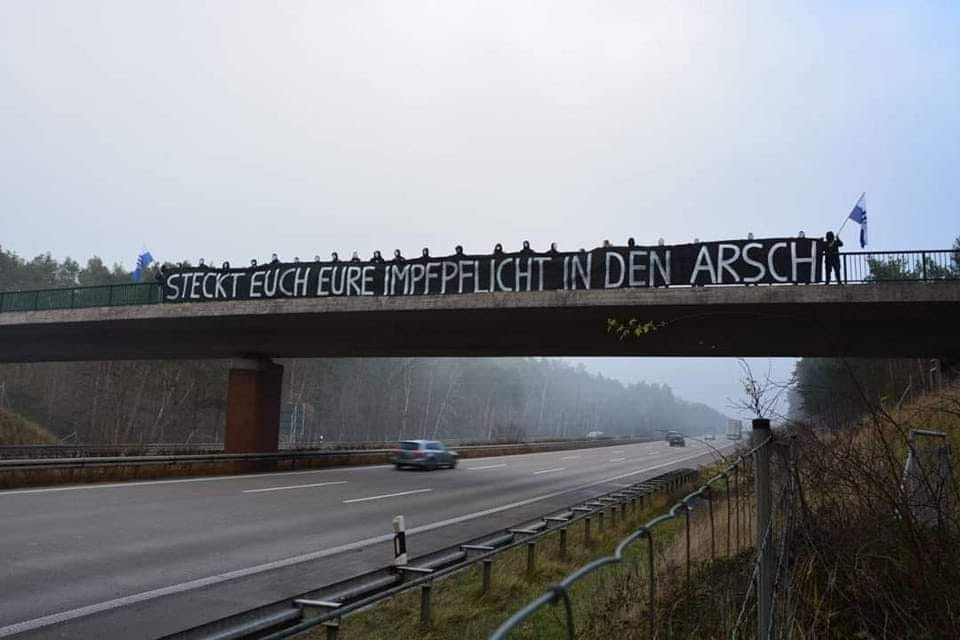 STECKT EUCH EURE IMPFPFLICHT IN DEN ARSCH